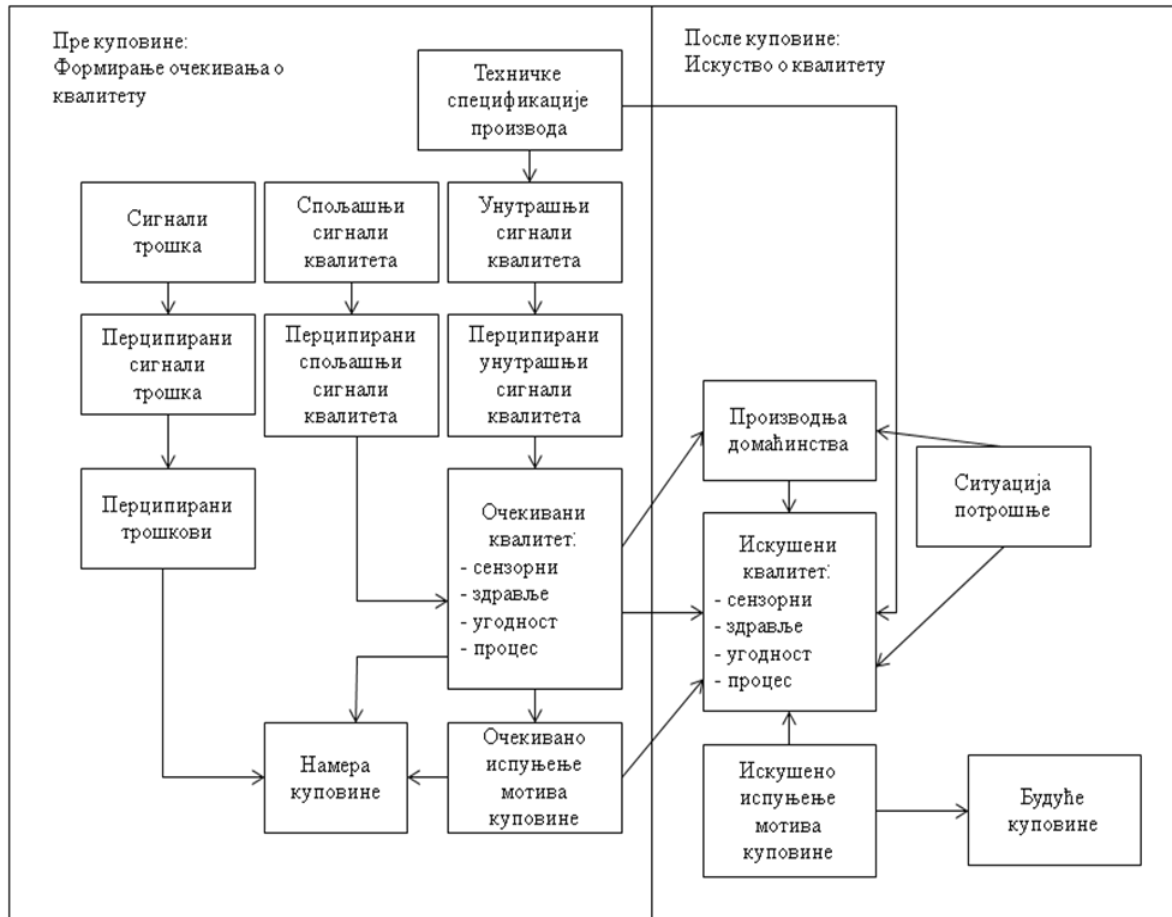 Пре куповине:
Формирање очекивања о
квалитету
Техничке
спецификације
производа
Сигнали
трошка
Спољашњи
сигнали
квалитета
Унутрашњи
сигнали
квалитета
Перципирани
сигнали
трошка
Перципирани
спољашњи
сигнали
квалитета
Перципирани
унутрашњи
сигнали
квалитета
Перципирани
трошкови
Очекивани
квалитет:
- сензорни
- здравље
- угодност
- процес
Намера
куповине
Очекивано
испуњење
мотива
куповине
После куповине:
Искуство о квалитету
Производња
домаћинства
Ситуација
потрошње
Искушени
квалитет:
- сензорни
- здравље
- угодност
- процес
Искушено
испуњење
мотива
куповине
Будуће
куповине